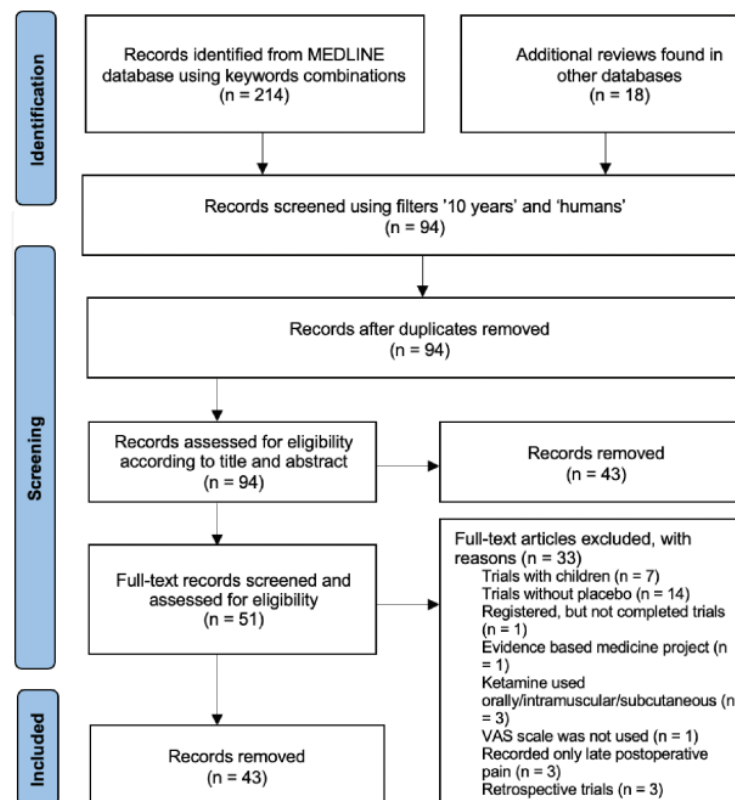 Identification
Records identified from MEDLINE
database using keywords combinations
(n = 214)
Additional reviews found in
other databases
(n = 18)
Records screened using filters '10 years' and ‘humans’
(n = 94)
Screening
Records after duplicates removed
(n = 94)
Records assessed for eligibility
according to title and abstract
(n = 94)
Records removed
(n = 43)
Full-text records screened and
assessed for eligibility
(n = 51)
Full-text articles excluded, with
reasons (n = 33)
Trials with children (n = 7)
Trials without placebo (n = 14)
Registered, but not completed trials
(n = 1)
Evidence based medicine project (n
= 1)
Ketamine used
orally/intramuscular/subcutaneous (n
= 3)
VAS scale was not used (n = 1)
Recorded only late postoperative
pain (n = 3)
Retrospective trials (n = 3)
Included
Records removed
(n = 43)